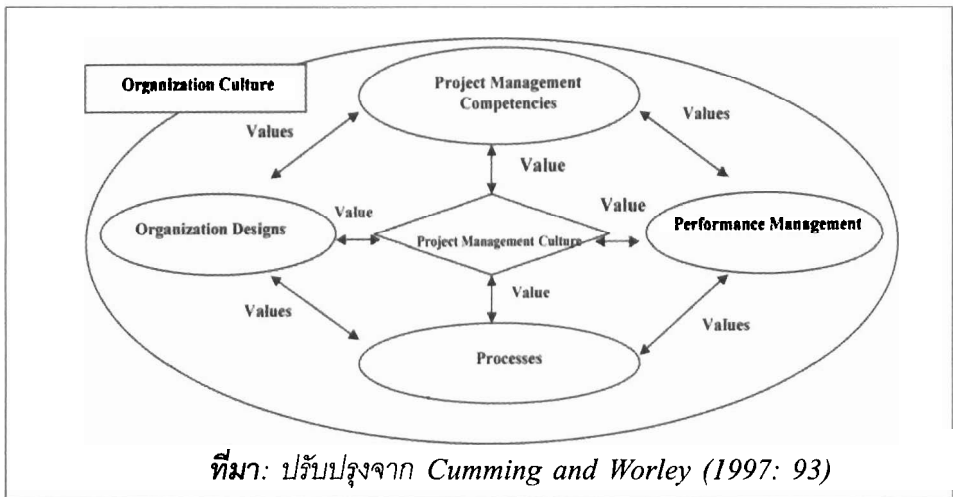 Organization Culture
Project Management
Competencies
Values
Values
Value
Value
Value
Organization Designs
Project Management Culture
Performance Management
Value
Values
Values
Processes
ที่มา: ปรับปรุงจาก Cumming and Worley (1997: 93)